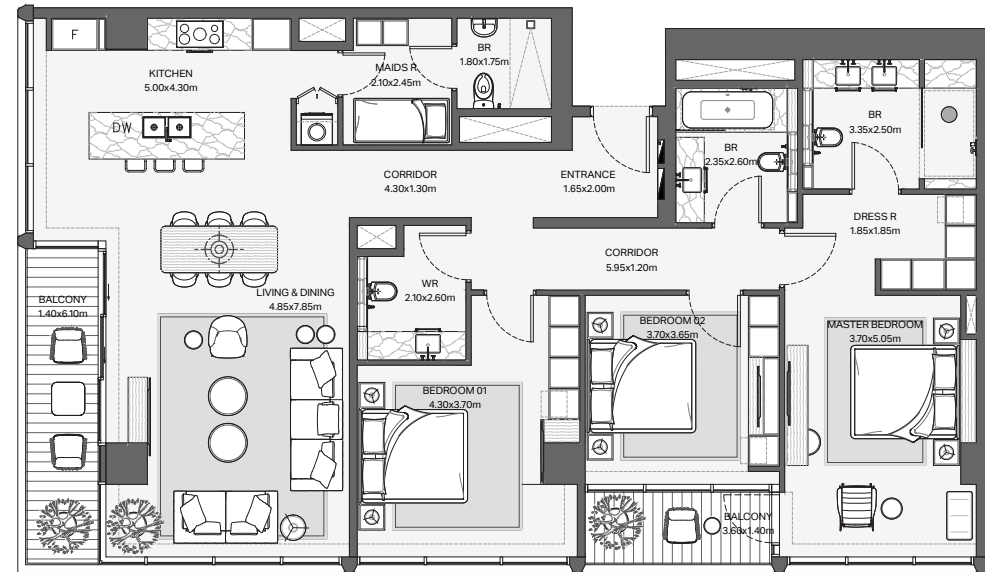 F
KITCHEN
5.00x4.30m
MAIDS R
2.10x2.45m
BR
1.80x1.75m
DW
CORRIDOR
4.30x1.30m
ENTRANCE
1.65x2.00m
BR
2.35x2.60m
BR
3.35x2.50m
DRESS R
1.85x1.85m
CORRIDOR
5.95x1.20m
WR
2.10x2.60m
LIVING & DINING
4.85x7.85m
BALCONY
1.40x6.10m
BEDROOM 02
3.70x3.65m
MASTER BEDROOM
3.70x5.05m
BEDROOM 01
4.30x3.70m
BALCONY
3.60x1.40m